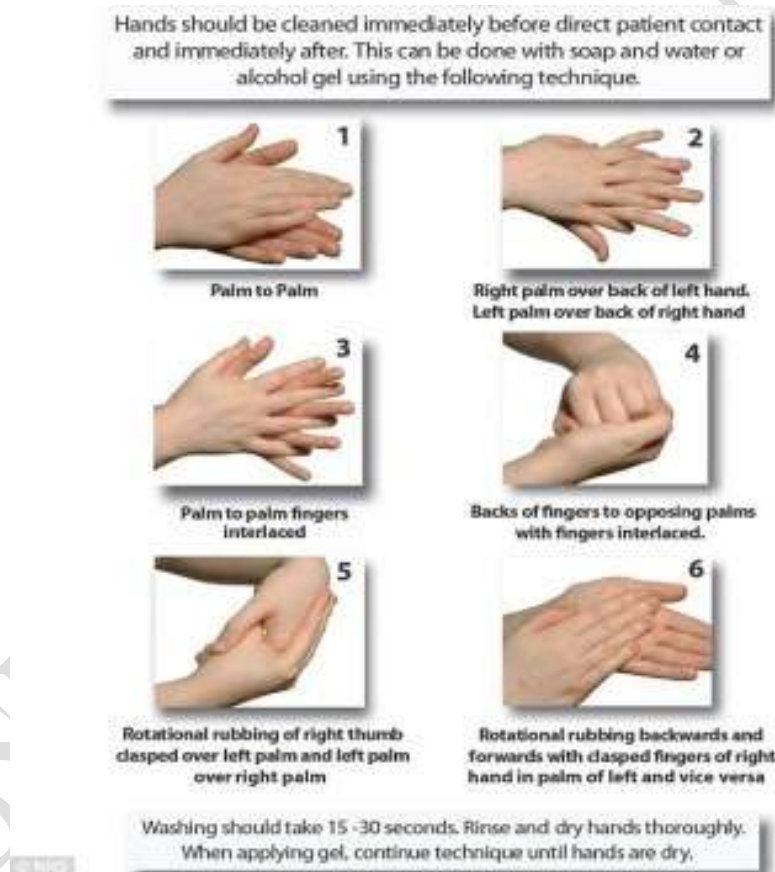 Hands should be cleaned immediately before direct patient contact
and immediately after. This can be done with soap and water or
alcohol gel using the following technique.
1
Palm to Palm
2
Right palm over back of left hand.
Left palm over back of right hand
3
Palm to palm fingers
interlaced
4
Backs of fingers to opposing palms
with fingers interlaced.
5
Rotational rubbing of right thumb
clasped over left palm and left palm
over right palm
6
Rotational rubbing backwards and
forwards with clasped fingers of right
hand in palm of left and vice versa
Washing should take 15 -30 seconds. Rinse and dry hands thoroughly.
When applying gel, continue technique until hands are dry.